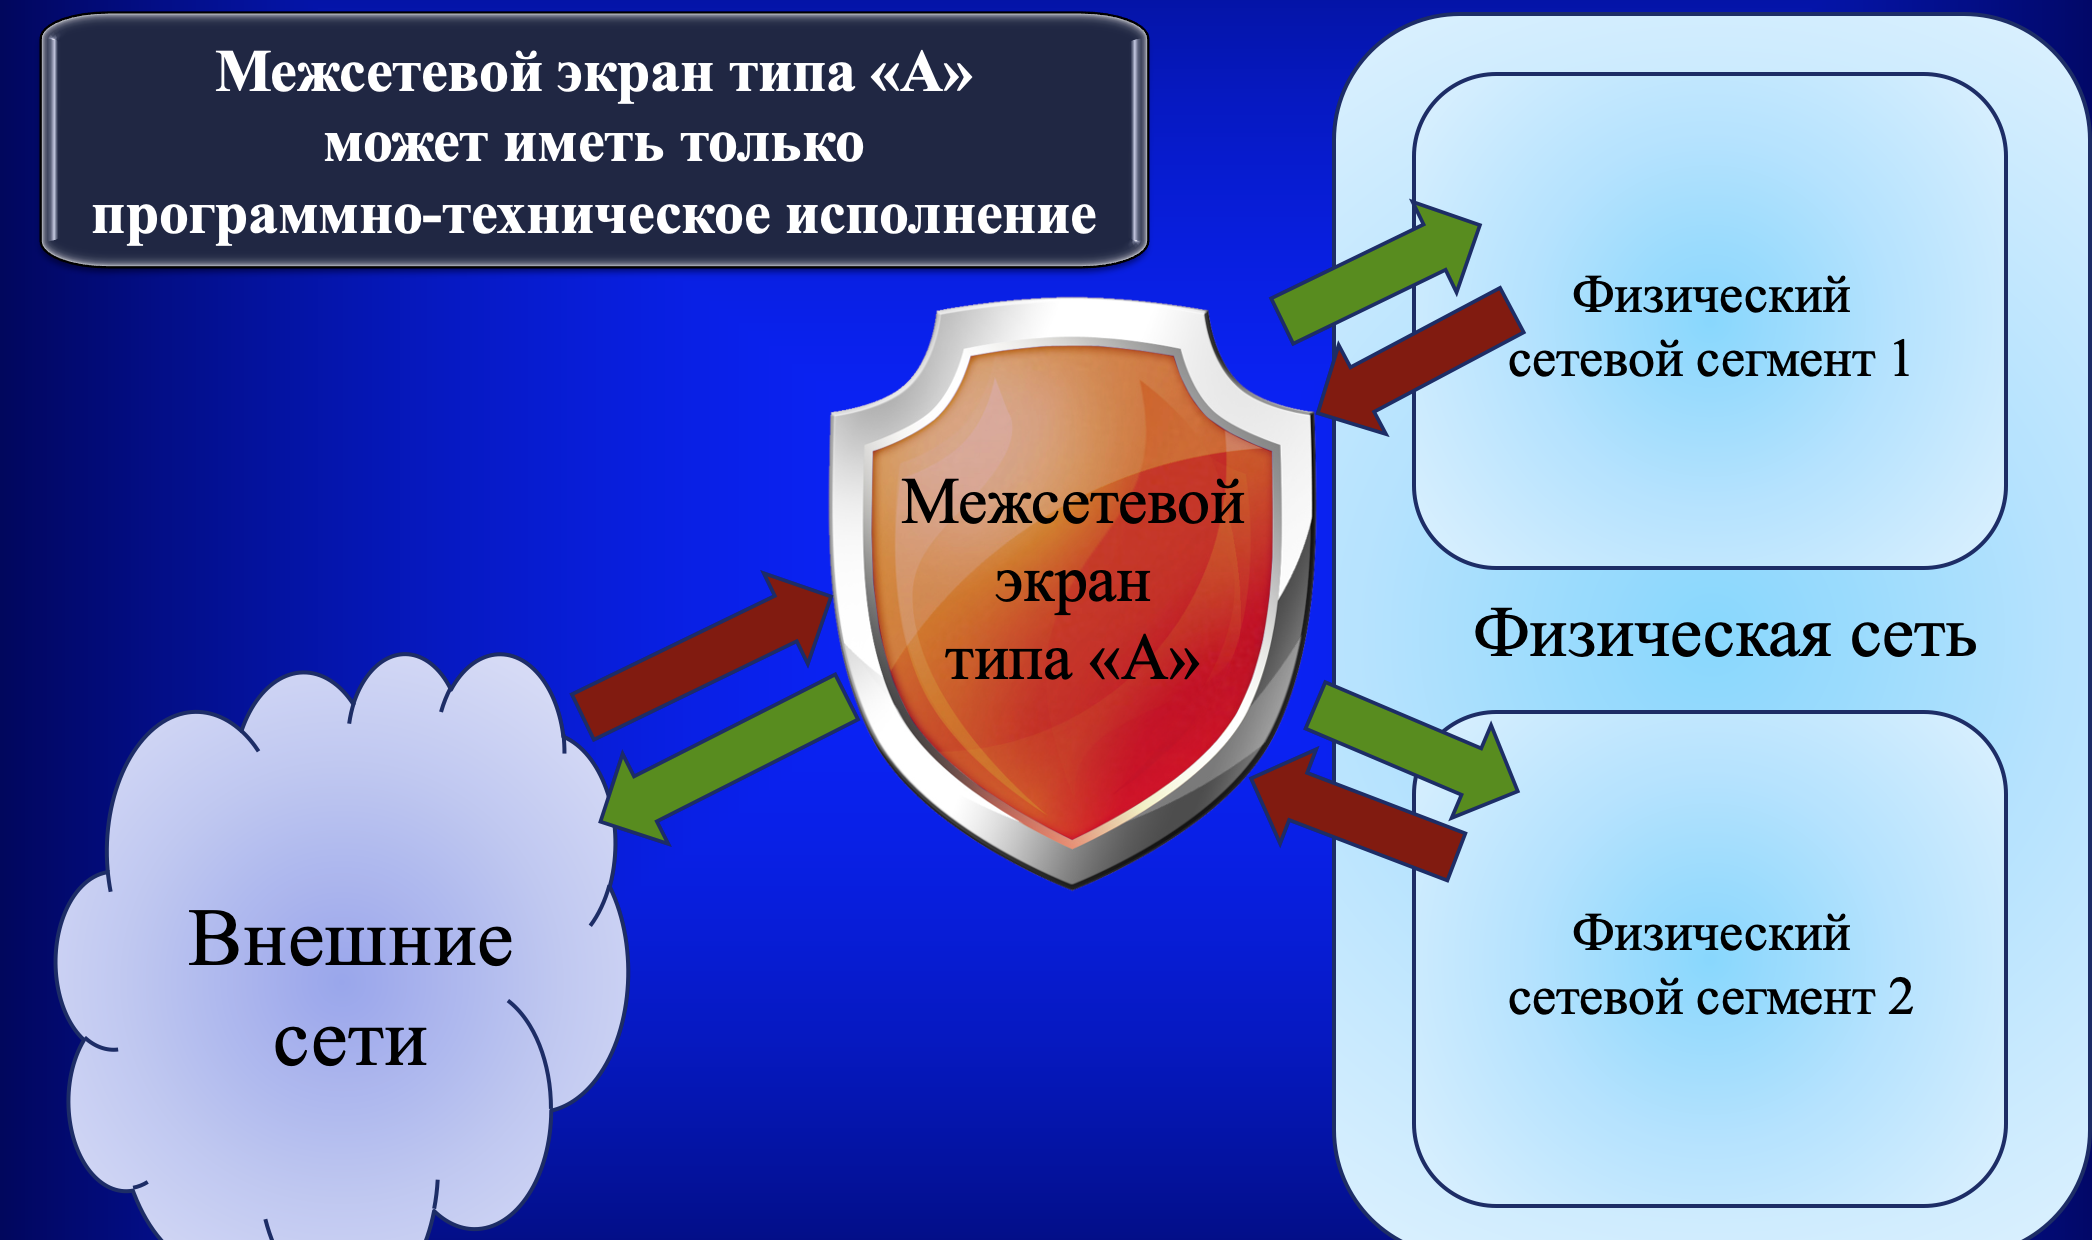 Межсетевой экран типа «А»
может иметь только
программно-техническое исполнение
Физический
сетевой сегмент 1
Межсетевой
экран
типа «А»
Физическая сеть
Внешние
сети
Физический
сетевой сегмент 2